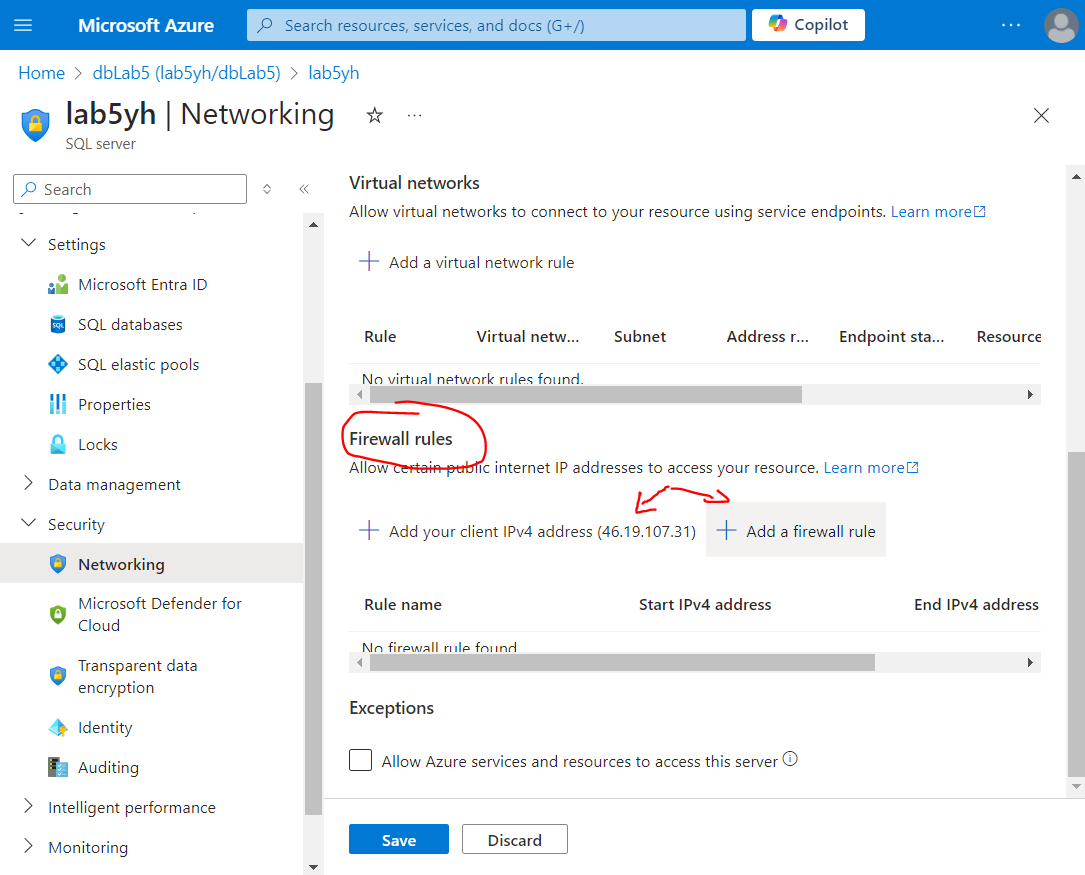 Microsoft Azure
Search resources, services, and docs (G+/)
Copilot
Home > dbLab5 (lab5yh/dbLab5) > lab5yh
lab5yh | Networking
SQL server
Search
Settings
Microsoft Entra ID
SQL databases
SQL elastic pools
Properties
Locks
Data management
Security
Networking
Microsoft Defender for
Cloud
Transparent data
encryption
Identity
Auditing
Intelligent performance
Monitoring
Virtual networks
Allow virtual networks to connect to your resource using service endpoints. Learn more
Add a virtual network rule
Rule Virtual netw... Subnet Address r... Endpoint sta... Resource
No virtual network rules found.
Firewall rules
Allow certain public internet IP addresses to access your resource. Learn more
Add your client IPv4 address (46.19.107.31) Add a firewall rule
Rule name Start IPv4 address End IPv4 address
No firewall rule found
Exceptions
Allow Azure services and resources to access this server
Save Discard